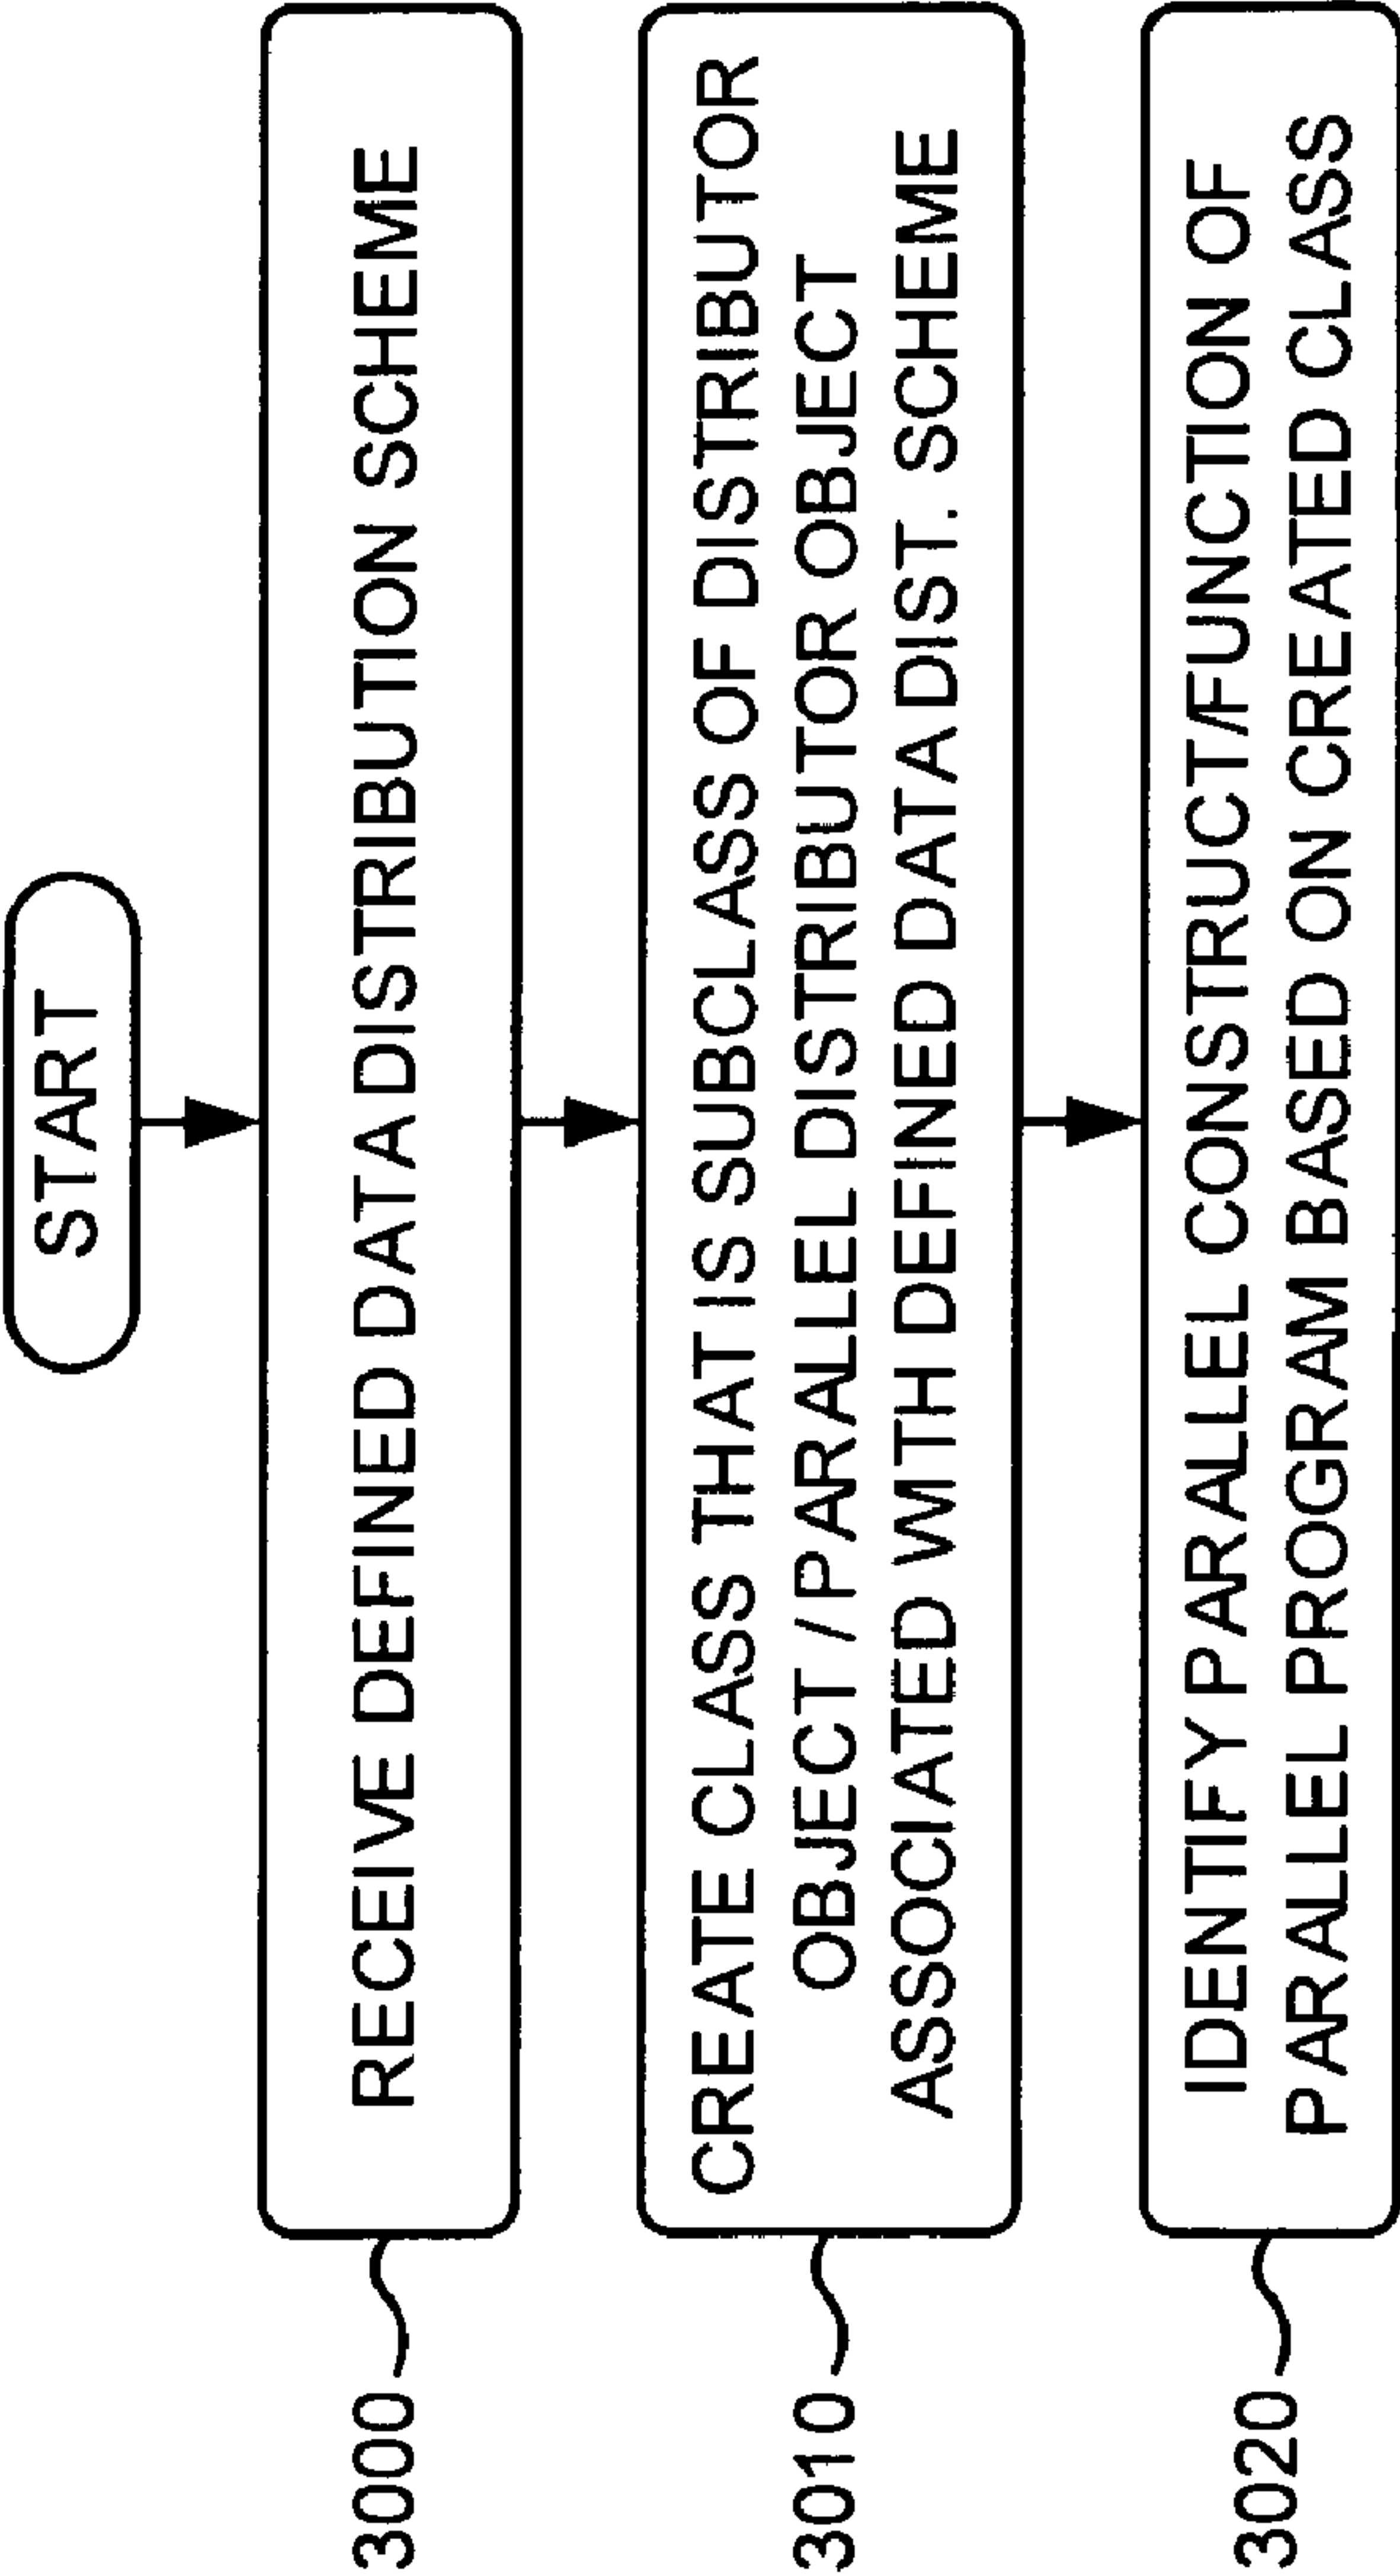 START
RECEIVE DEFINED DATA DISTRIBUTION SCHEME
3000
CREATE CLASS THAT IS SUBCLASS OF DISTRIBUTOR
OBJECT / PARALLEL DISTRIBUTOR OBJECT
ASSOCIATED WITH DEFINED DATA DIST. SCHEME
3010
IDENTIFY PARALLEL CONSTRUCT/FUNCTION OF
PARALLEL PROGRAM BASED ON CREATED CLASS
3020